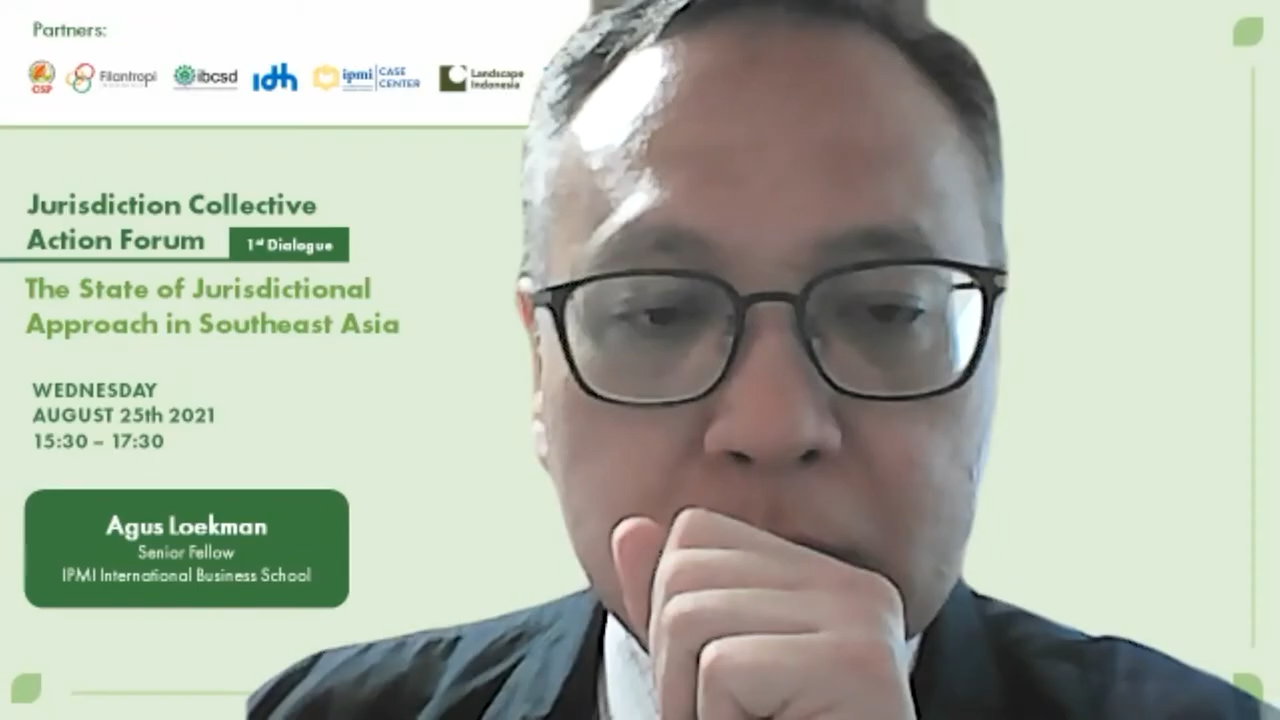 Partners:
CSP
Filantropi
INDONESIA
ibcsd
idh
ipmi CASE CENTER
Landscape Indonesia
Jurisdiction Collective
Action Forum 1st Dialogue
The State of Jurisdictional
Approach in Southeast Asia
WEDNESDAY
AUGUST 25th 2021
15:30 – 17:30
Agus Loekman
Senior Fellow
IPMI International Business School